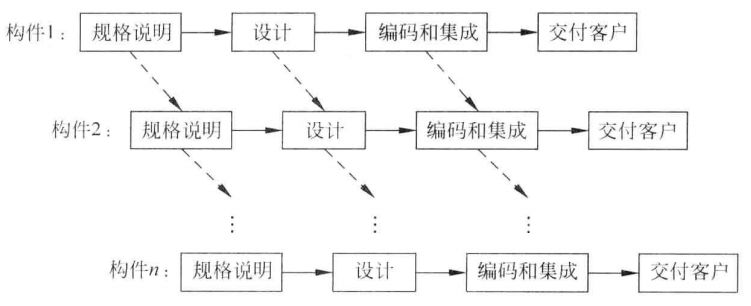 构件1： 规格说明 设计 编码和集成 交付客户
构件2： 规格说明 设计 编码和集成 交付客户
⋮ ⋮ ⋮
构件n： 规格说明 设计 编码和集成 交付客户